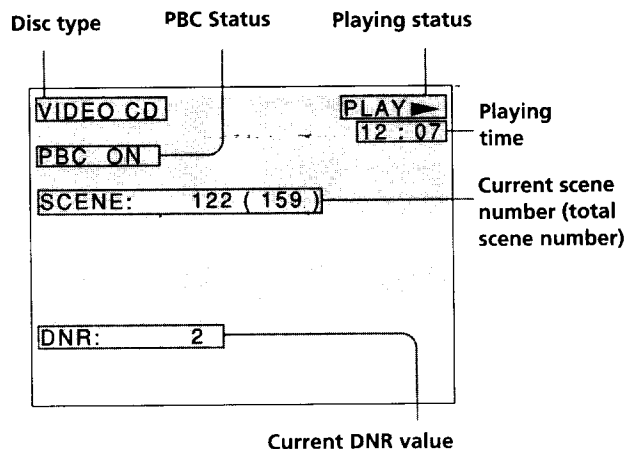 Disc type PBC Status Playing status
VIDEO CD PLAY ►
12 : 07
Playing
time
PBC ON
SCENE: 122 ( 159 )
Current scene
number (total
scene number)
DNR: 2
Current DNR value